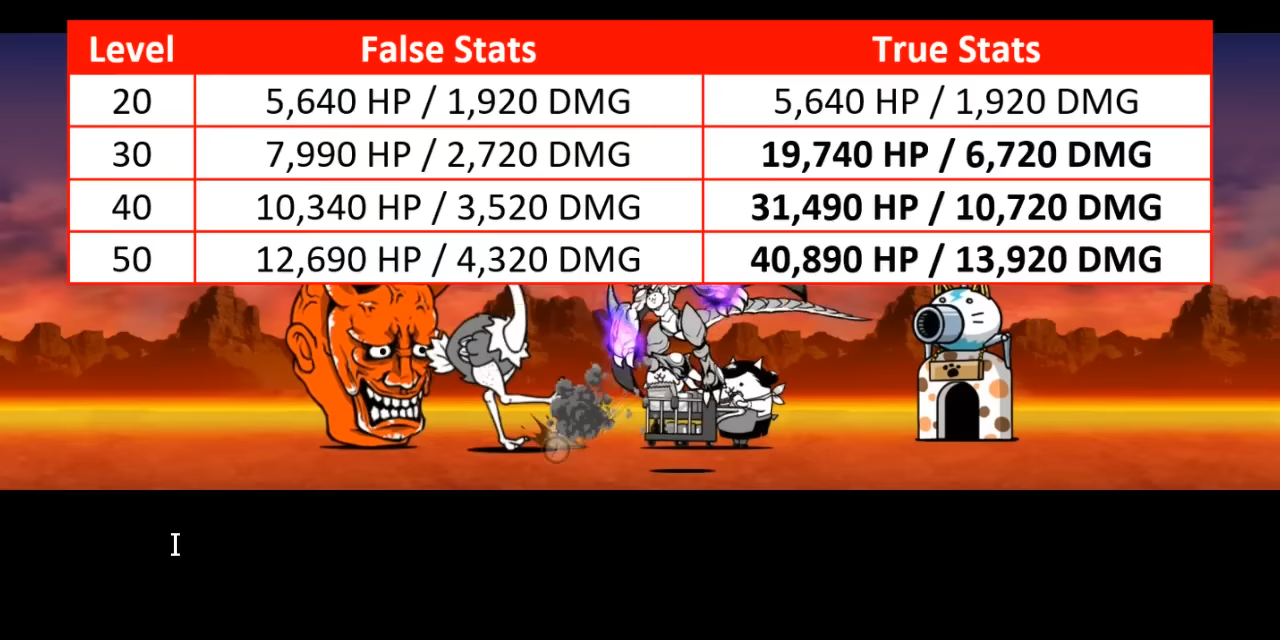 Level False Stats True Stats
20 5,640 HP / 1,920 DMG 5,640 HP / 1,920 DMG
30 7,990 HP / 2,720 DMG 19,740 HP / 6,720 DMG
40 10,340 HP / 3,520 DMG 31,490 HP / 10,720 DMG
50 12,690 HP / 4,320 DMG 40,890 HP / 13,920 DMG